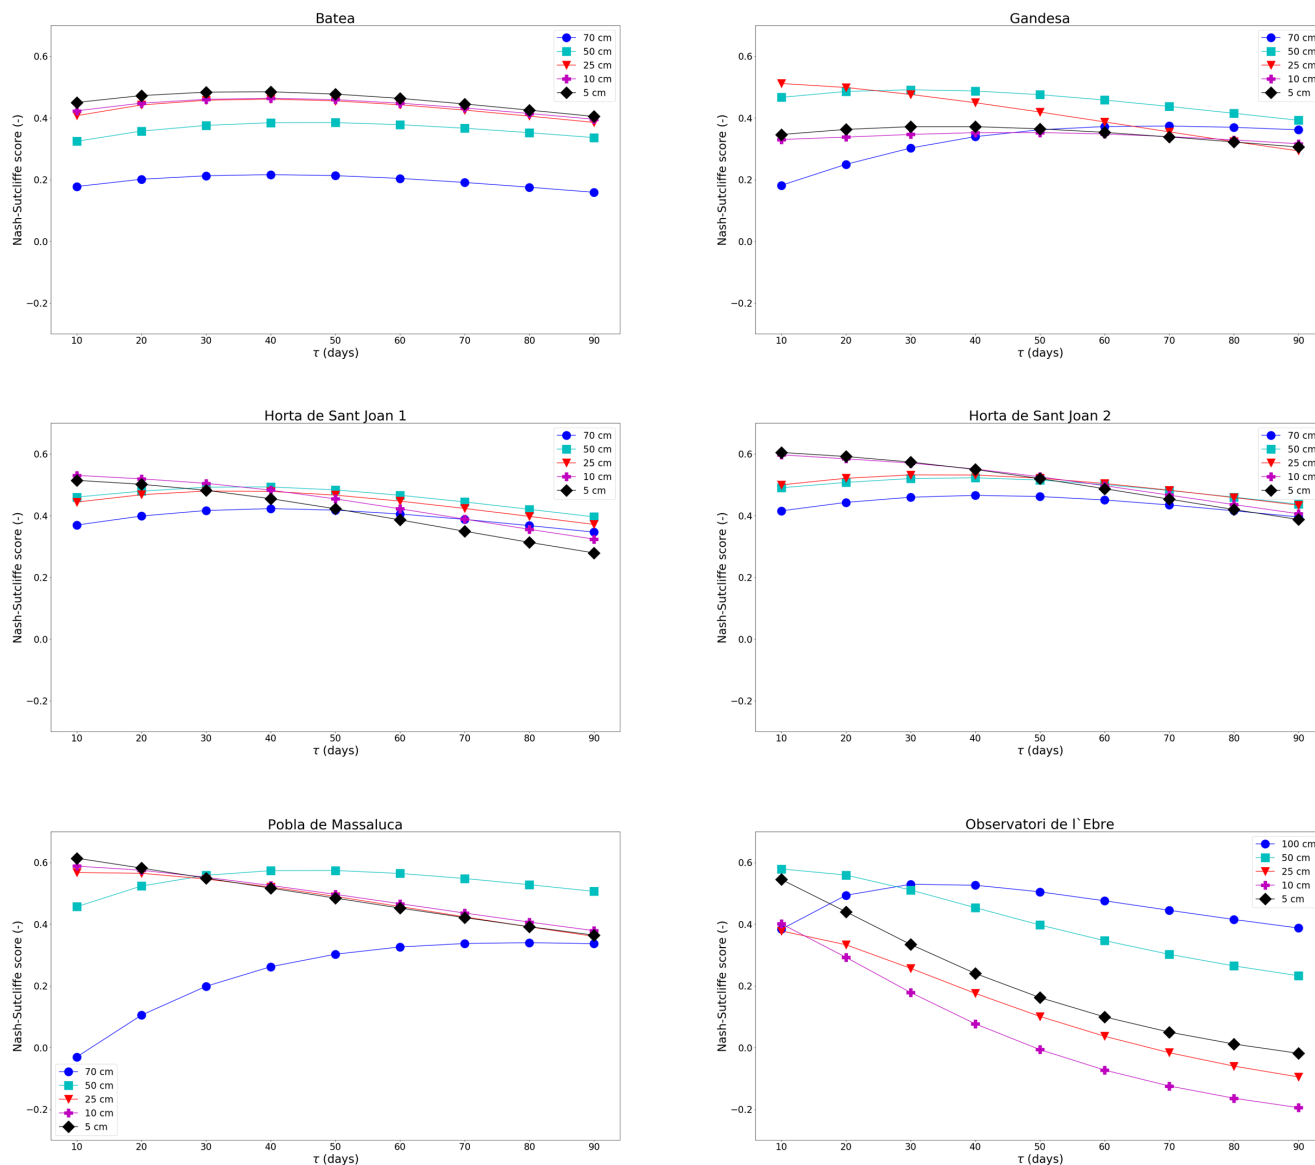 Batea
Nash-Sutcliffe score (-)
0.6
0.4
0.2
0.0
−0.2
70 cm
50 cm
25 cm
10 cm
5 cm
10 20 30 40 50 60 70 80 90
τ (days)
Gandesa
Nash-Sutcliffe score (-)
0.6
0.4
0.2
0.0
−0.2
70 cm
50 cm
25 cm
10 cm
5 cm
10 20 30 40 50 60 70 80 90
τ (days)
Horta de Sant Joan 1
Nash-Sutcliffe score (-)
0.6
0.4
0.2
0.0
−0.2
70 cm
50 cm
25 cm
10 cm
5 cm
10 20 30 40 50 60 70 80 90
τ (days)
Horta de Sant Joan 2
Nash-Sutcliffe score (-)
0.6
0.4
0.2
0.0
−0.2
70 cm
50 cm
25 cm
10 cm
5 cm
10 20 30 40 50 60 70 80 90
τ (days)
Pobla de Massaluca
Nash-Sutcliffe score (-)
0.6
0.4
0.2
0.0
−0.2
70 cm
50 cm
25 cm
10 cm
5 cm
10 20 30 40 50 60 70 80 90
τ (days)
Observatori de l`Ebre
Nash-Sutcliffe score (-)
0.6
0.4
0.2
0.0
−0.2
100 cm
50 cm
25 cm
10 cm
5 cm
10 20 30 40 50 60 70 80 90
τ (days)